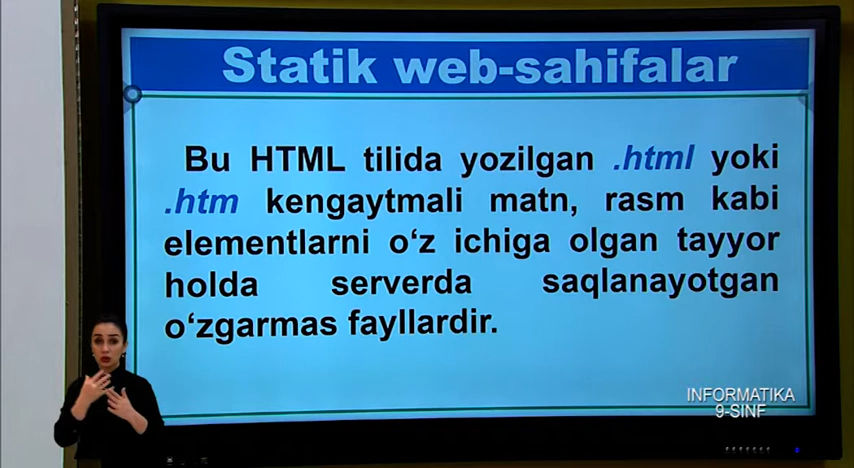 Statik web-sahifalar
Bu HTML tilida yozilgan .html yoki
.htm kengaytmali matn, rasm kabi
elementlarni o‘z ichiga olgan tayyor
holda serverda saqlanayotgan
o‘zgarmas fayllardir.
INFORMATIKA
9-SINF